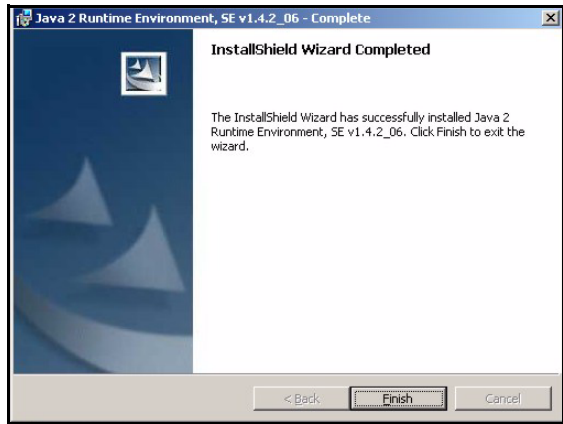 Java 2 Runtime Environment, SE v1.4.2_06 - Complete
InstallShield Wizard Completed
The InstallShield Wizard has successfully installed Java 2
Runtime Environment, SE v1.4.2_06. Click Finish to exit the
wizard.
< Back
Finish
Cancel